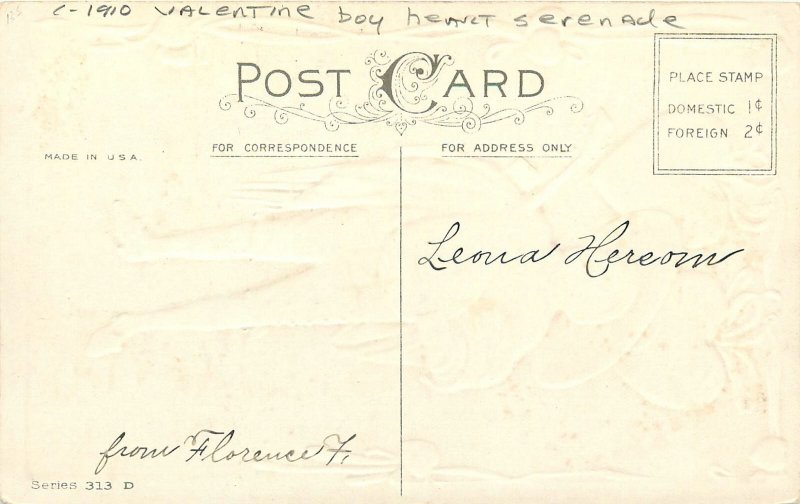 C-1910 VALENTINE boy heart serenade
POST CARD
PLACE STAMP
DOMESTIC 1¢
FOREIGN 2¢
FOR CORRESPONDENCE
FOR ADDRESS ONLY
MADE IN U.S.A.
Leona Hereom
from Florence F.
Series 313 D